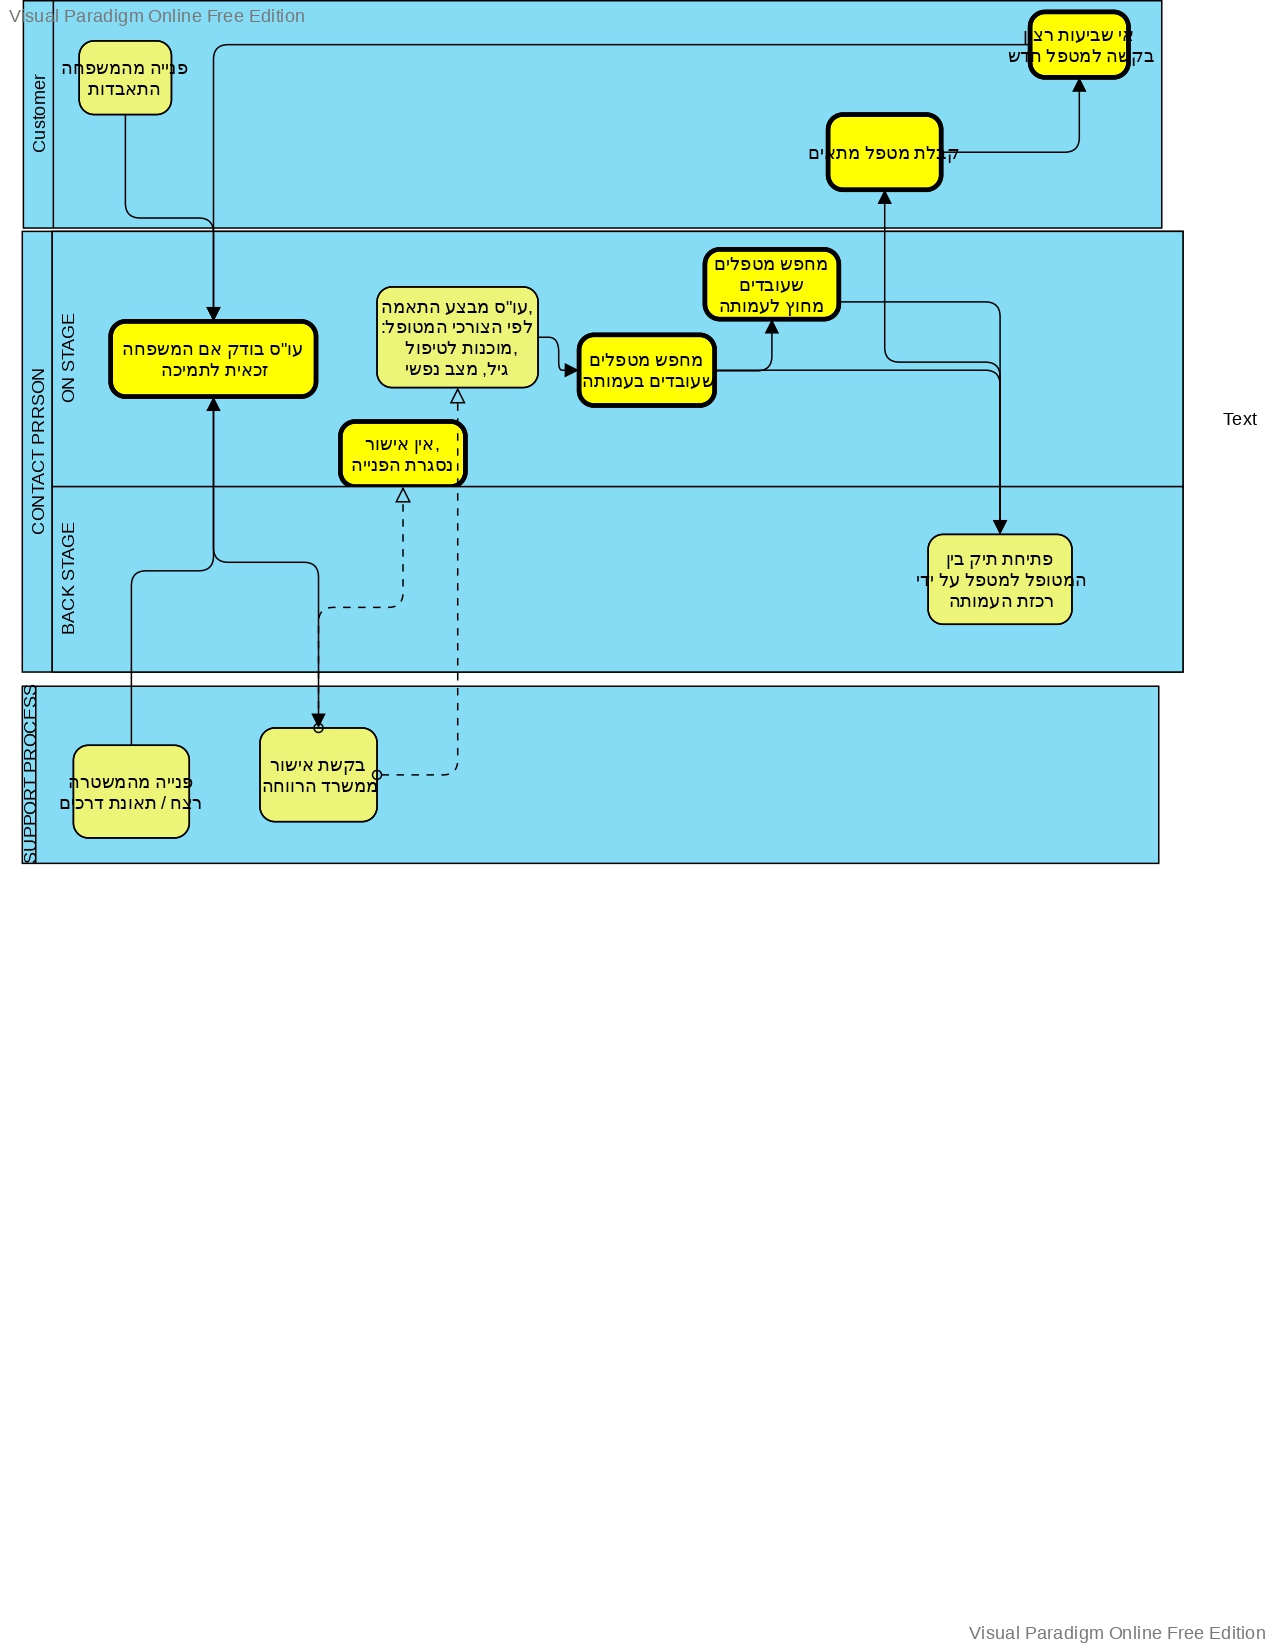 Visual Paradigm Online Free Edition
Customer
פנייה מהמשפחה
התאבדות
אי שביעות רצון
בקשה למטפל חדש
קבלת מטפל מתאים
CONTACT PRRSON
ON STAGE
עו"ס בודק אם המשפחה
זכאית לתמיכה
עו"ס מבצע התאמה,
לפי הצורכי המטופל:
מוכנות לטיפול,
גיל, מצב נפשי
מחפש מטפלים
שעובדים בעמותה
מחפש מטפלים
שעובדים
מחוץ לעמותה
אין אישור,
נסגרת הפנייה
Text
BACK STAGE
פתיחת תיק בין
המטופל למטפל על ידי
רכזת העמותה
SUPPORT PROCESS
פנייה מהמשטרה
רצח / תאונת דרכים
בקשת אישור
ממשרד הרווחה
Visual Paradigm Online Free Edition